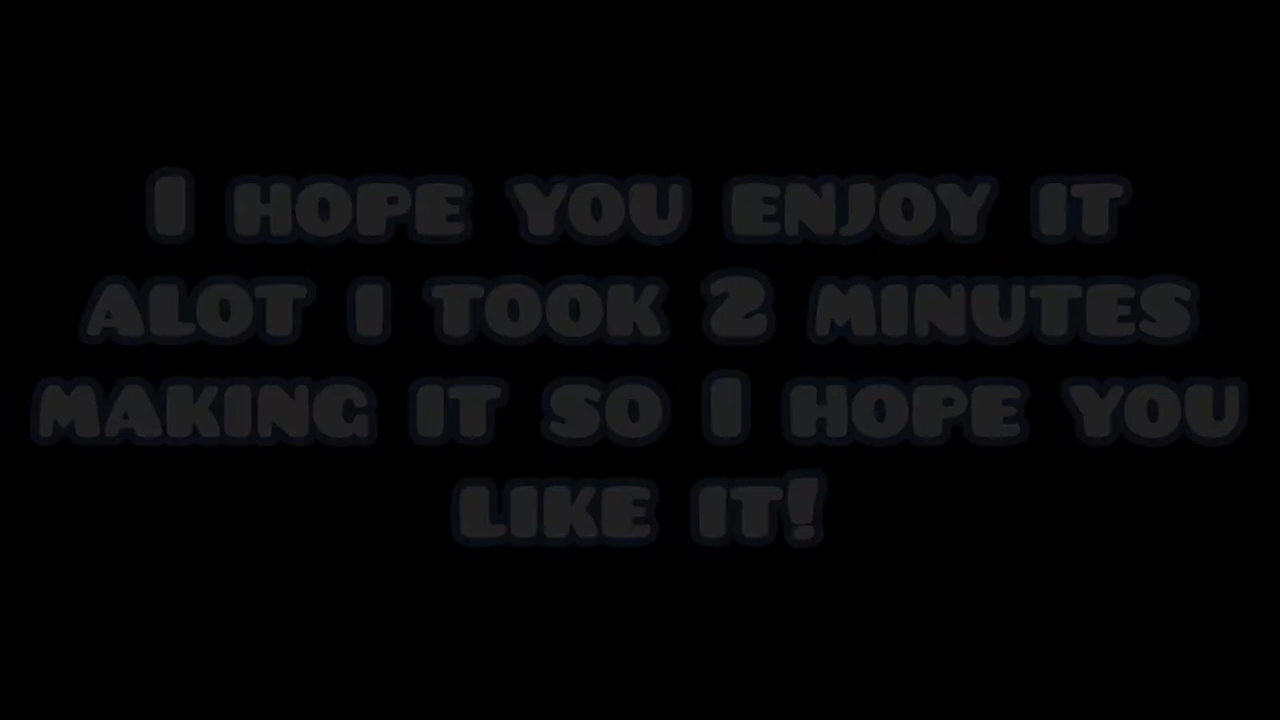 I hope you enjoy it
alot i took 2 minutes
making it so I hope you
like it!